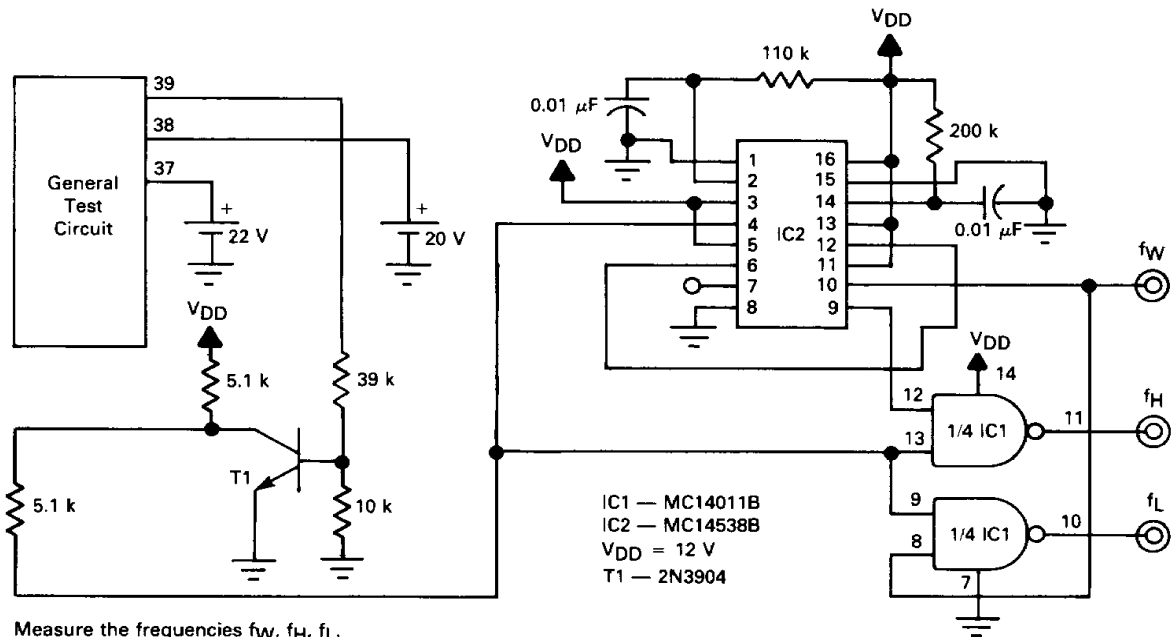 39
38
37
General
Test
Circuit
+
22 V
+
20 V
VDD
5.1 k
39 k
T1
10 k
5.1 k
VDD
110 k
0.01 μF
VDD
200 k
1
2
3
4
5
6
7
8
IC2
16
15
14
13
12
11
10
9
0.01 μF
fW
VDD
14
12
13
1/4 IC1
11
fH
9
8
1/4 IC1
10
7
fL
IC1 — MC14011B
IC2 — MC14538B
VDD = 12 V
T1 — 2N3904
Measure the frequencies fW, fH, fL.